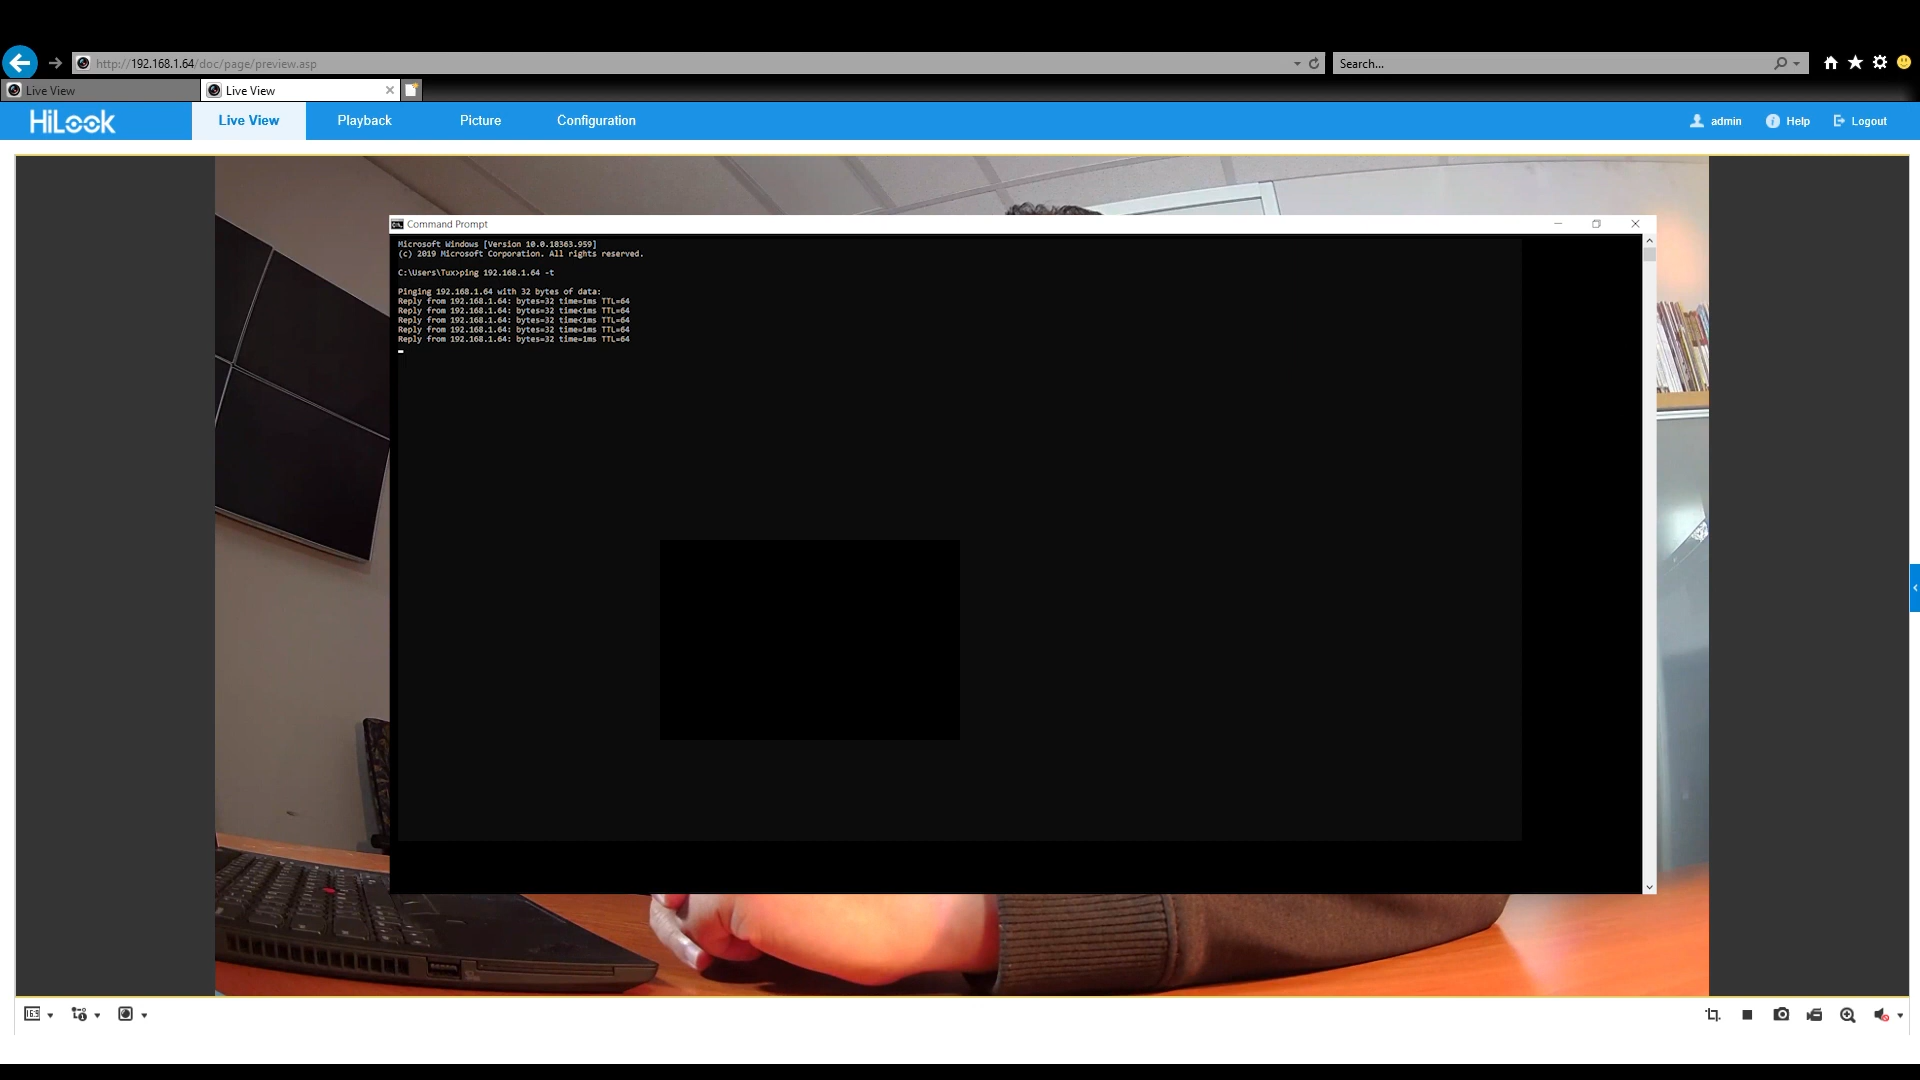 http://192.168.1.64/doc/page/preview.asp
Search...
Live View
Live View
HiLook
Live View
Playback
Picture
Configuration
admin
Help
Logout
Command Prompt
Microsoft Windows [Version 10.0.18363.959]
(c) 2019 Microsoft Corporation. All rights reserved.
C:\Users\Tux>ping 192.168.1.64 -t
Pinging 192.168.1.64 with 32 bytes of data:
Reply from 192.168.1.64: bytes=32 time=1ms TTL=64
Reply from 192.168.1.64: bytes=32 time<1ms TTL=64
Reply from 192.168.1.64: bytes=32 time<1ms TTL=64
Reply from 192.168.1.64: bytes=32 time=1ms TTL=64
Reply from 192.168.1.64: bytes=32 time=1ms TTL=64
16:9